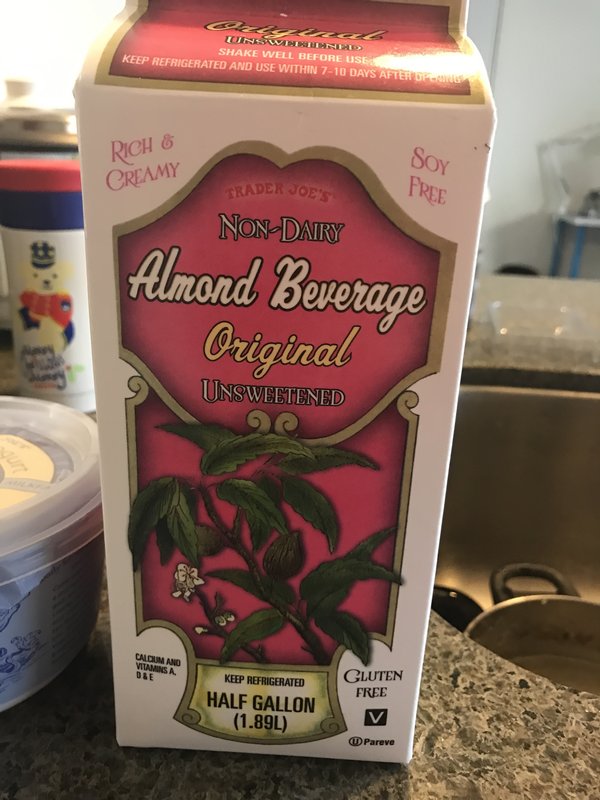 Original
UNSWEETENED
SHAKE WELL BEFORE USE
KEEP REFRIGERATED AND USE WITHIN 7-10 DAYS AFTER OPENING
RICH &
CREAMY
SOY
FREE
TRADER JOE'S
NON-DAIRY
Almond Beverage
Original
UNSWEETENED
CALCIUM AND
VITAMINS A,
D & E
KEEP REFRIGERATED
HALF GALLON
(1.89L)
GLUTEN
FREE
V
U Pareve